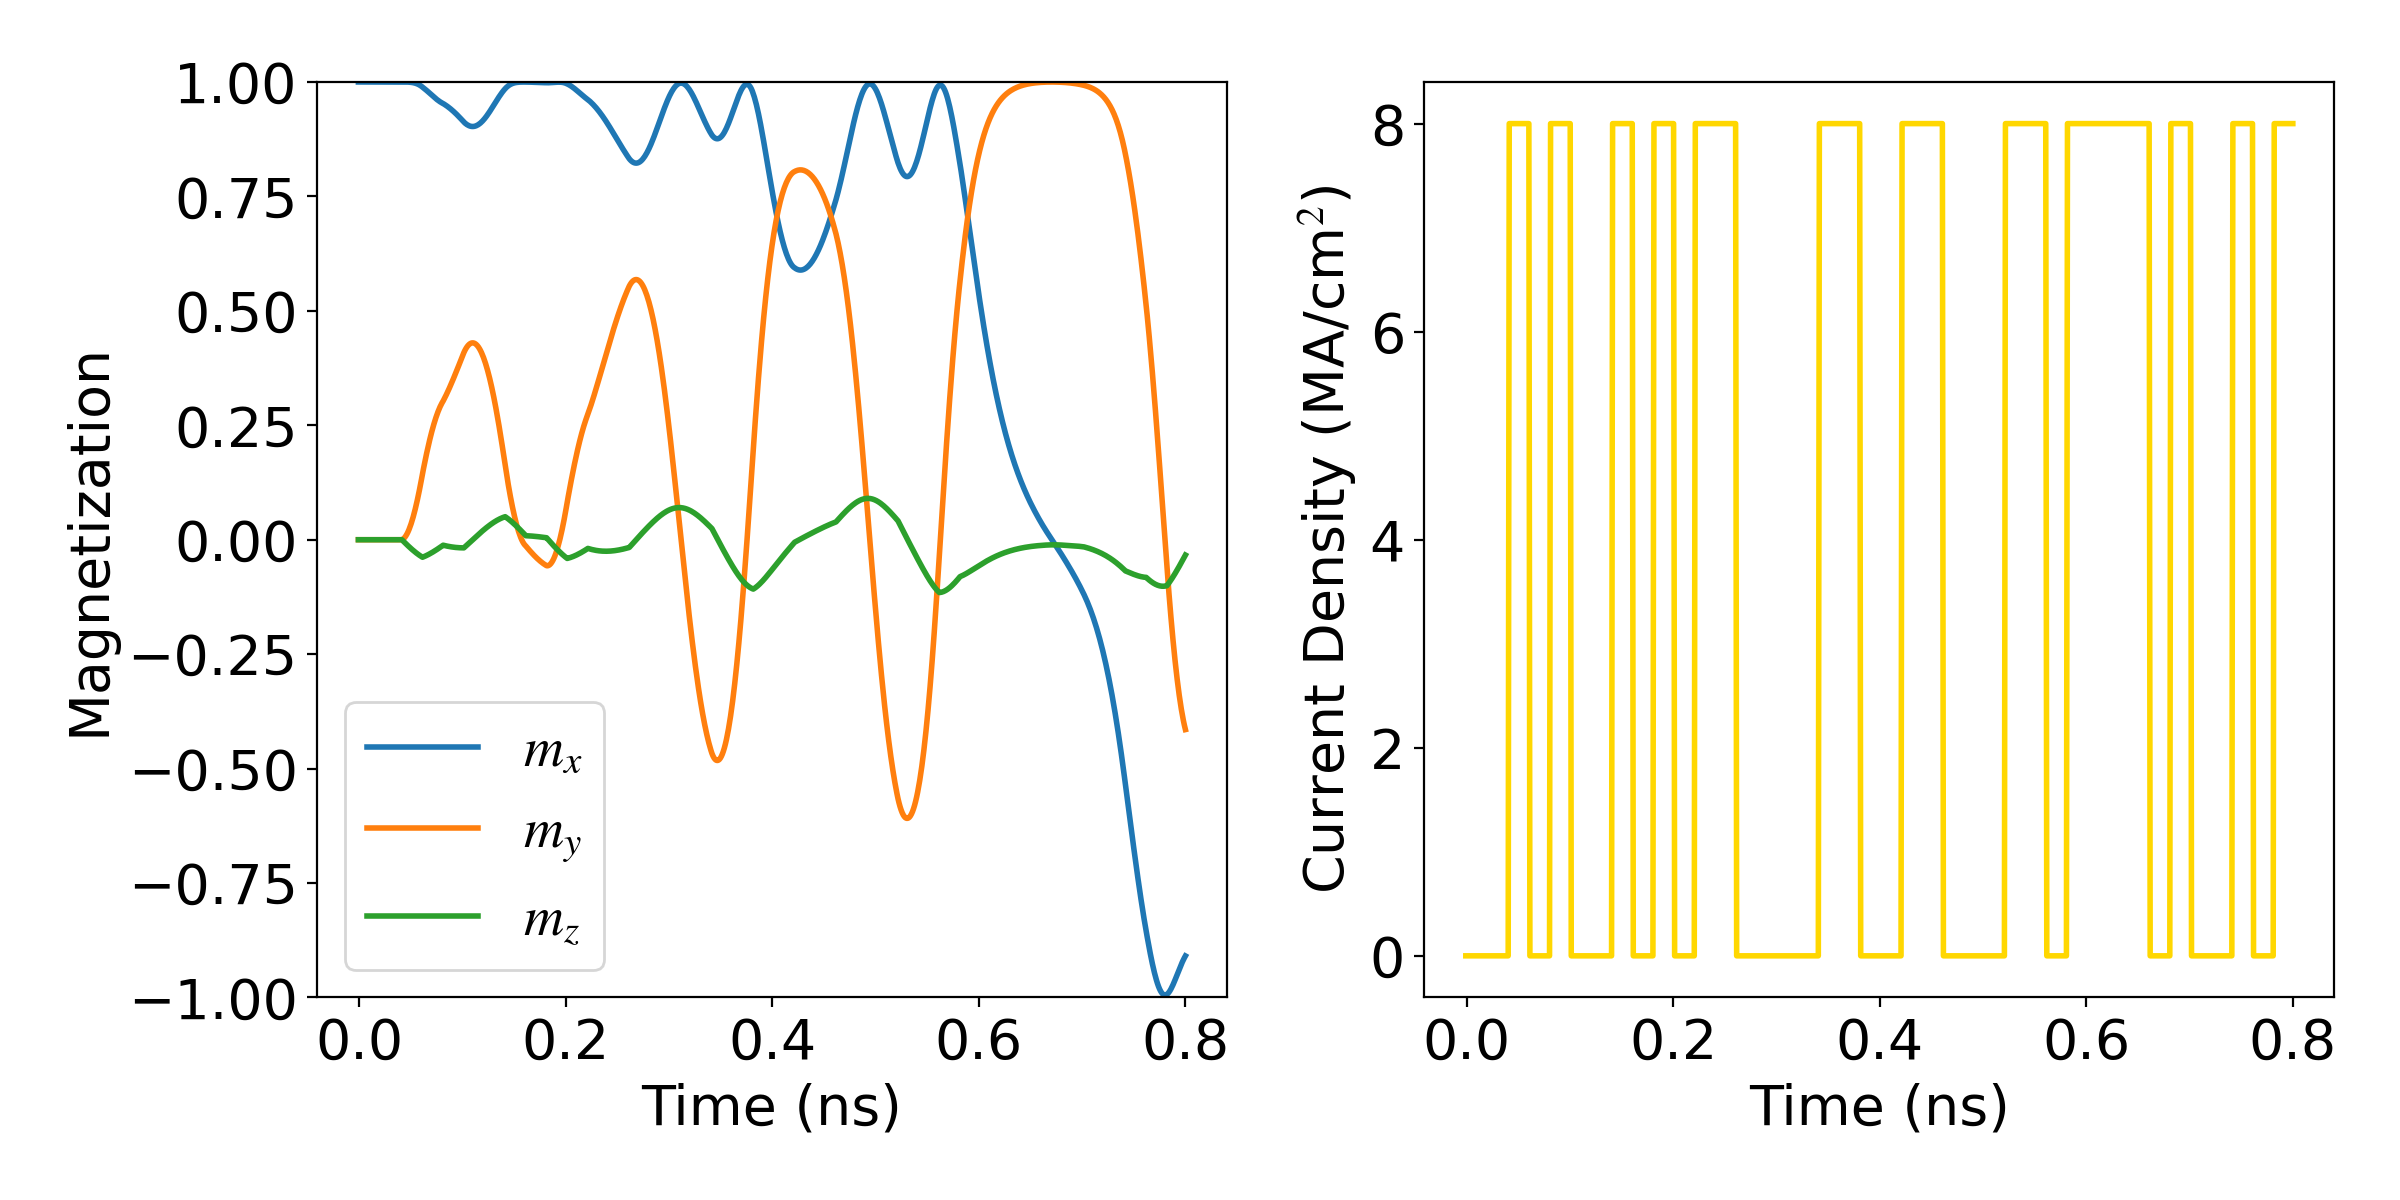 Magnetization
1.00
0.75
0.50
0.25
0.00
−0.25
−0.50
−0.75
−1.00
0.0 0.2 0.4 0.6 0.8
Time (ns)
m_x
m_y
m_z
Current Density (MA/cm²)
8
6
4
2
0
0.0 0.2 0.4 0.6 0.8
Time (ns)